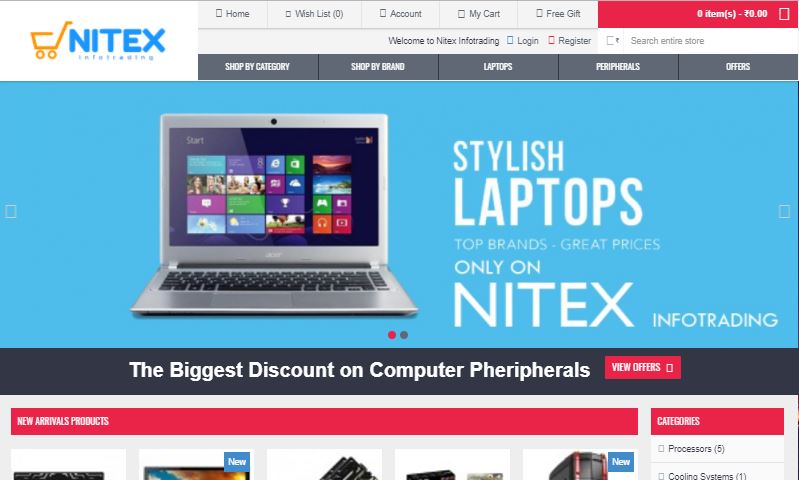 NITEX
infotrading
Home
Wish List (0)
Account
My Cart
Free Gift
0 item(s) - ₹0.00
Welcome to Nitex Infotrading
Login
Register
₹
Search entire store
SHOP BY CATEGORY
SHOP BY BRAND
LAPTOPS
PERIPHERALS
OFFERS
Start
acer
STYLISH
LAPTOPS
TOP BRANDS - GREAT PRICES
ONLY ON
NITEX INFOTRADING
The Biggest Discount on Computer Pheripherals
VIEW OFFERS
NEW ARRIVALS PRODUCTS
CATEGORIES
New
New
Processors (5)
Cooling Systems (1)